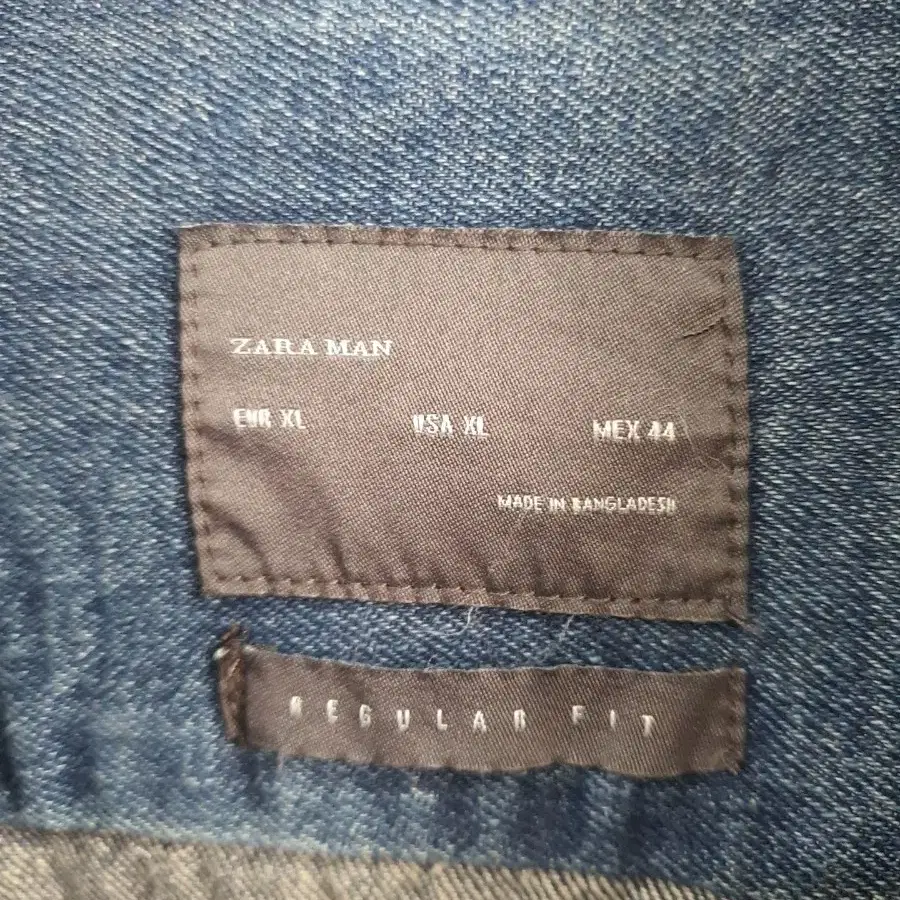 ZARA MAN
EUR XL USA XL MEX 44
MADE IN BANGLADESH
REGULAR FIT